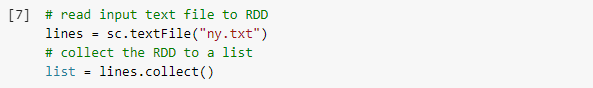 [7] # read input text file to RDD
lines = sc.textFile("ny.txt")
# collect the RDD to a list
list = lines.collect()